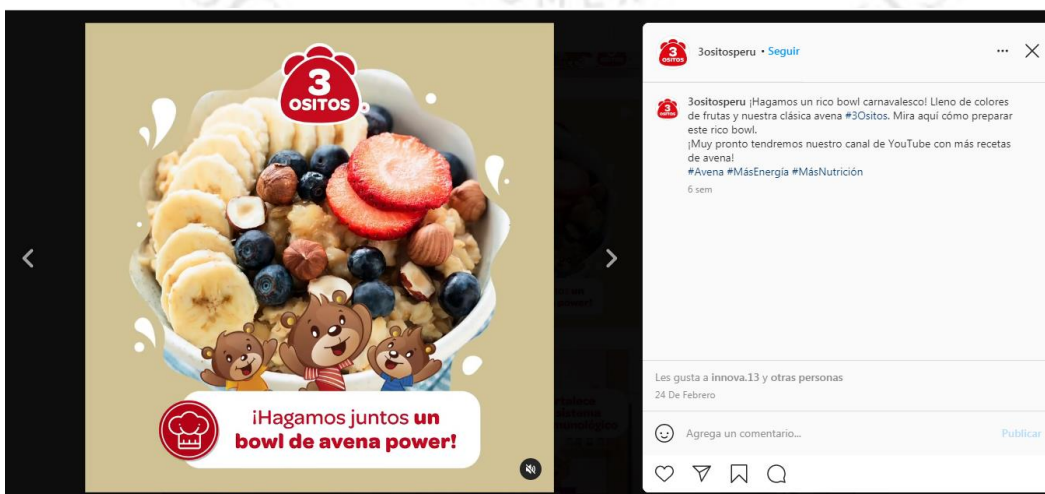 3
OSITOS
¡Hagamos juntos un
bowl de avena power!
3ositosperu • Seguir
3ositosperu ¡Hagamos un rico bowl carnavalesco! Lleno de colores
de frutas y nuestra clásica avena #3Ositos. Mira aquí cómo preparar
este rico bowl.
¡Muy pronto tendremos nuestro canal de YouTube con más recetas
de avena!
#Avena #MásEnergía #MásNutrición
6 sem
Les gusta a innova.13 y otras personas
24 De Febrero
Agrega un comentario...
Publicar